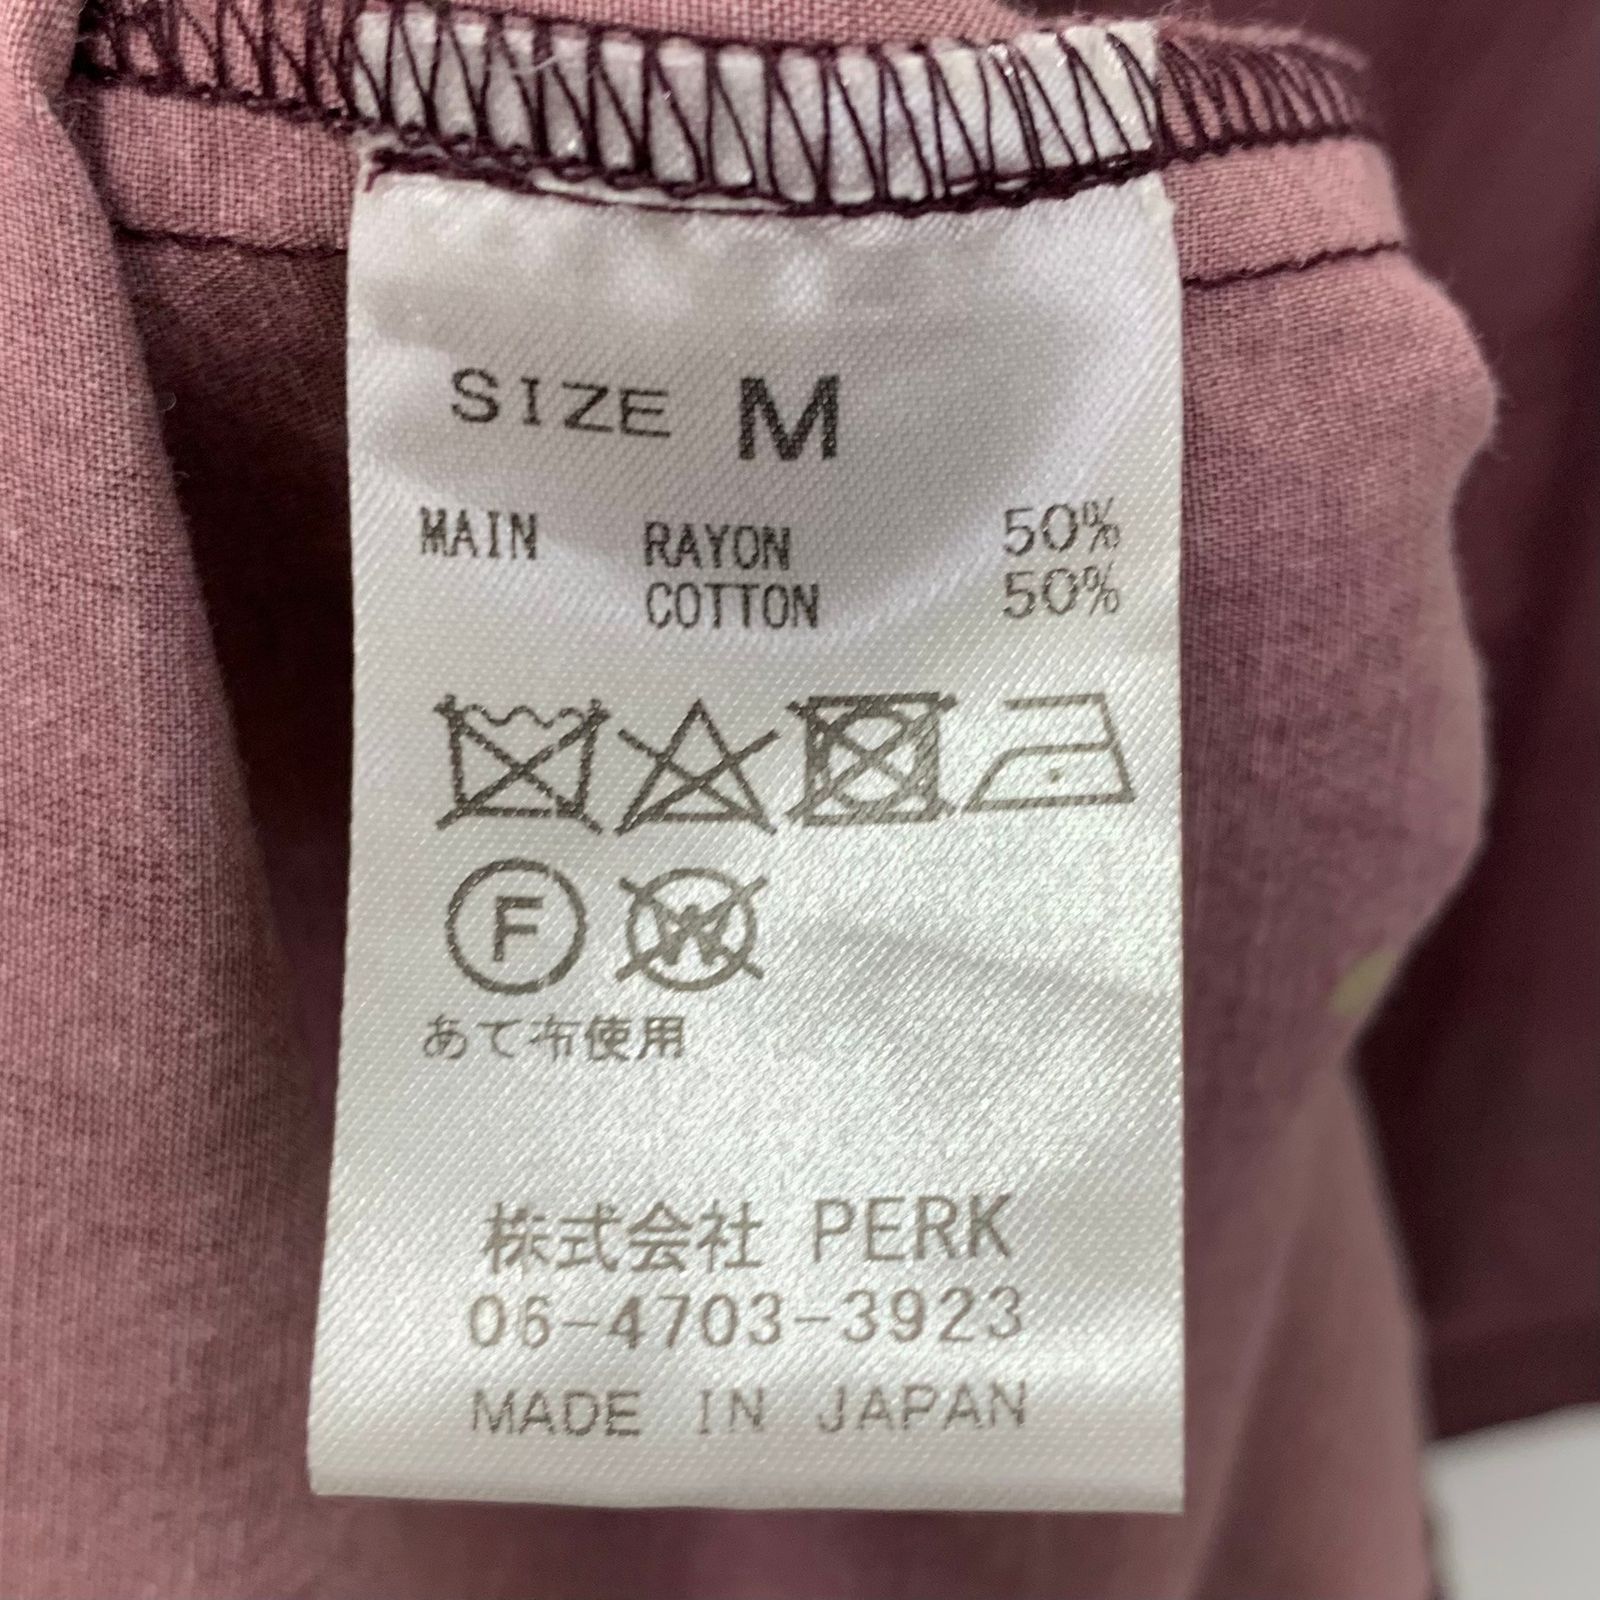 SIZE M
MAIN RAYON 50%
COTTON 50%
F W
あて布使用
株式会社 PERK
06-4703-3923
MADE IN JAPAN